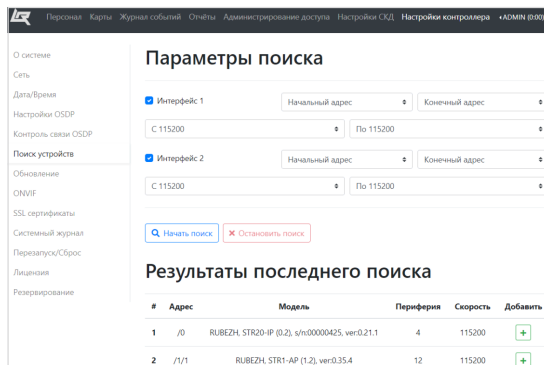 Персонал Карты Журнал событий Отчёты Администрирование доступа Настройки СКД Настройки контроллера ADMIN (0:00)
О системе
Сеть
Дата/Время
Настройки OSDP
Контроль связи OSDP
Поиск устройств
Обновление
ONVIF
SSL сертификаты
Системный журнал
Перезапуск/Сброс
Лицензия
Резервирование
Параметры поиска
Интерфейс 1 Начальный адрес Конечный адрес
С 115200 По 115200
Интерфейс 2 Начальный адрес Конечный адрес
С 115200 По 115200
Начать поиск Остановить поиск
Результаты последнего поиска
# Адрес Модель Периферия Скорость Добавить
1 /0 RUBEZH, STR20-IP (0.2), s/n:00000425, ver:0.21.1 4 115200 +
2 /1/1 RUBEZH, STR1-AP (1.2), ver:0.35.4 12 115200 +